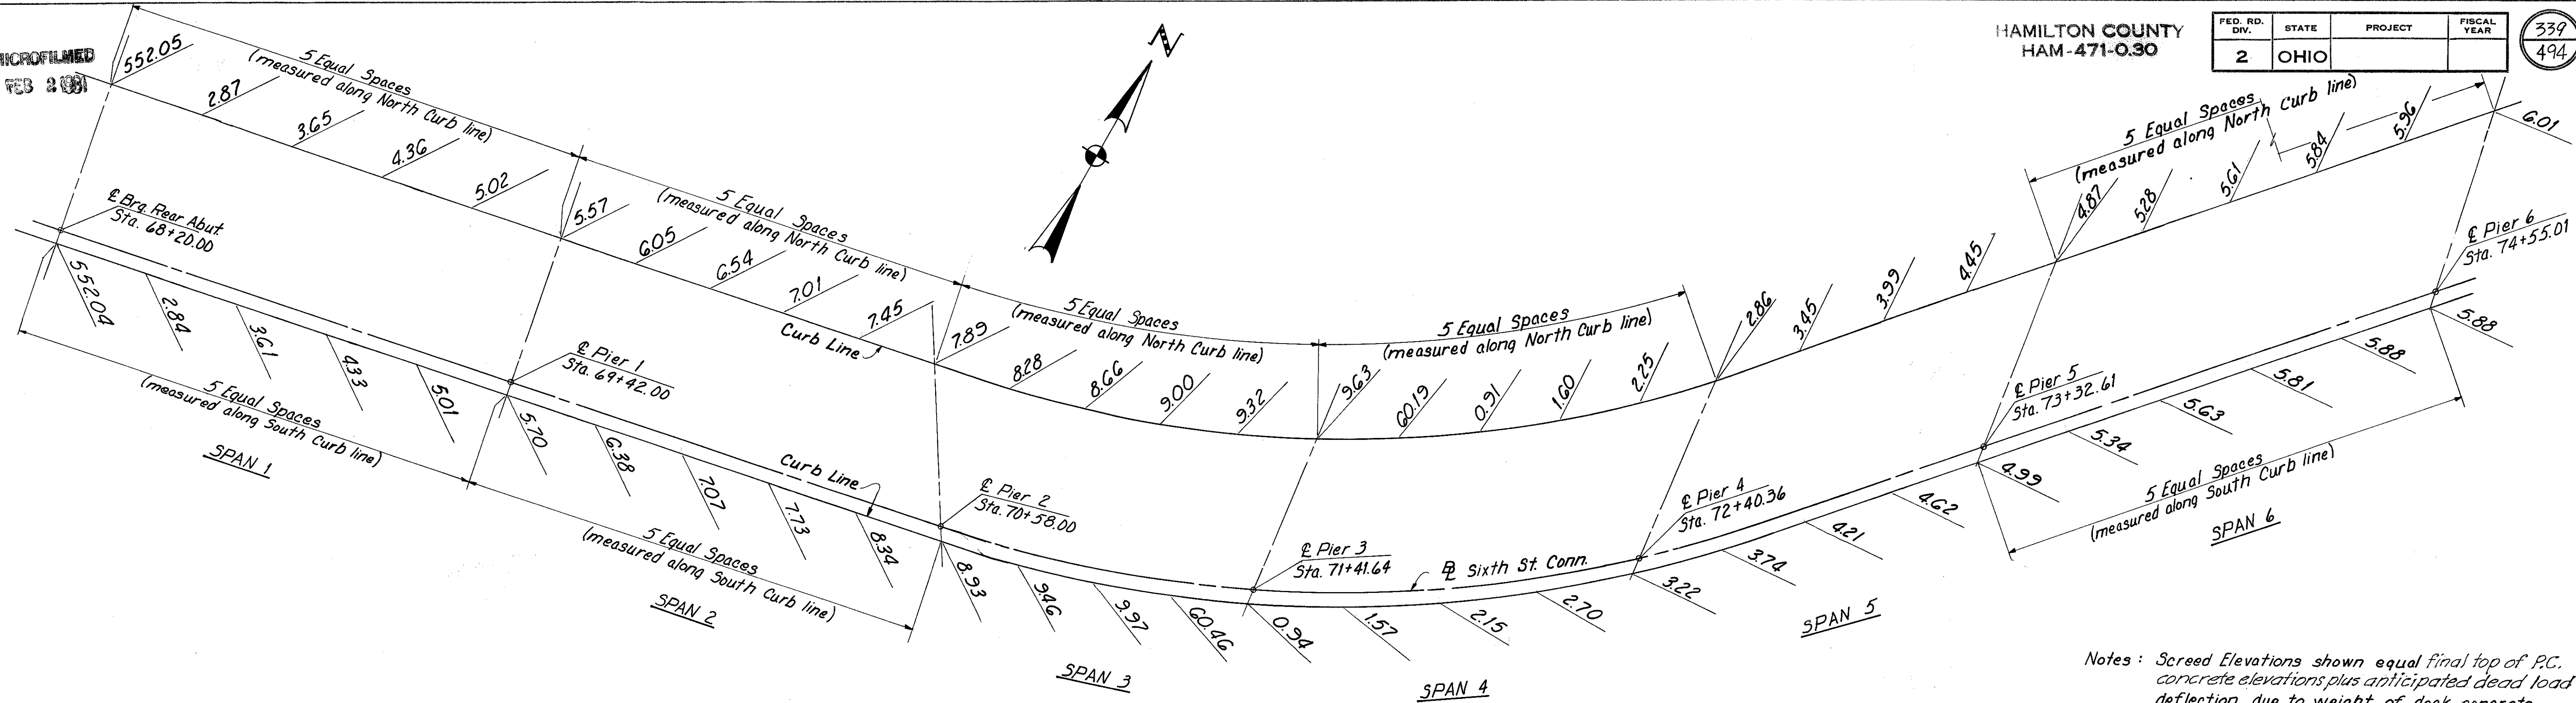 MICROFILMED
FEB 2 1981
HAMILTON COUNTY
HAM-471-0.30
FED. RD. DIV. STATE PROJECT FISCAL YEAR
2 OHIO
339
494
N
552.05
2.87
3.65
4.36
5.02
5.57
6.05
6.54
7.01
7.45
7.89
8.28
8.66
9.00
9.32
9.63
60.19
0.91
1.60
2.25
2.86
3.45
3.99
4.45
4.87
5.28
5.61
5.84
5.96
6.01
5 Equal Spaces
(measured along North Curb line)
5 Equal Spaces
(measured along North Curb line)
5 Equal Spaces
(measured along North Curb line)
5 Equal Spaces
(measured along North Curb line)
5 Equal Spaces
(measured along North Curb line)
Curb Line
℄ Brg. Rear Abut.
Sta. 68+20.00
℄ Pier 1
Sta. 69+42.00
℄ Pier 2
Sta. 70+58.00
℄ Pier 3
Sta. 71+41.64
℄ Pier 4
Sta. 72+40.36
℄ Pier 5
Sta. 73+32.61
℄ Pier 6
Sta. 74+55.01
Curb Line
BL Sixth St. Conn.
552.04
2.84
3.61
4.33
5.01
5.70
6.38
7.07
7.73
8.34
8.93
9.46
9.97
60.46
0.94
1.57
2.15
2.70
3.22
3.74
4.21
4.62
4.99
5.34
5.63
5.81
5.88
5.88
5 Equal Spaces
(measured along South Curb line)
SPAN 1
5 Equal Spaces
(measured along South Curb line)
SPAN 2
SPAN 3
SPAN 4
SPAN 5
5 Equal Spaces
(measured along South Curb line)
SPAN 6
Notes: Screed Elevations shown equal final top of P.C.
concrete elevations plus anticipated dead load
deflection due to weight of deck concrete